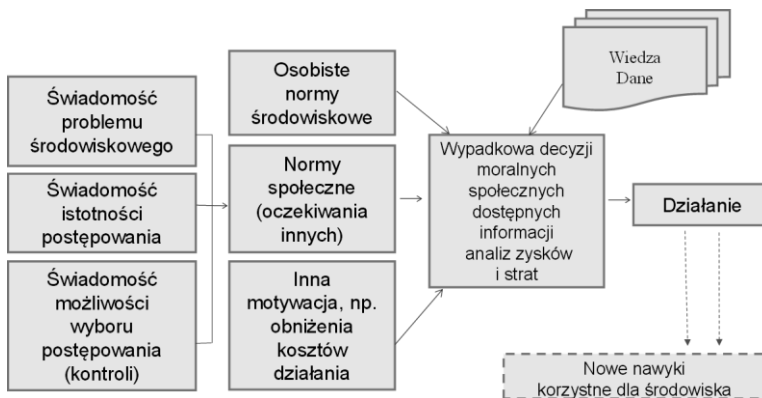 Świadomość
problemu
środowiskowego
Świadomość
istotności
postępowania
Świadomość
możliwości
wyboru
postępowania
(kontroli)
Osobiste
normy
środowiskowe
Normy
społeczne
(oczekiwania
innych)
Inna
motywacja, np.
obniżenia
kosztów
działania
Wiedza
Dane
Wypadkowa decyzji
moralnych
społecznych
dostępnych
informacji
analiz zysków
i strat
Działanie
Nowe nawyki
korzystne dla środowiska